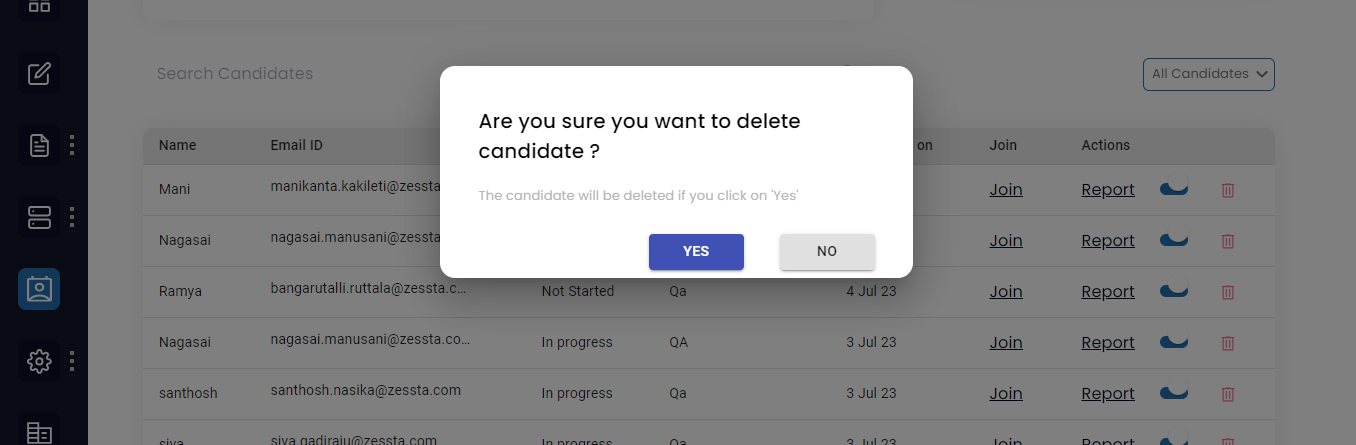 Search Candidates
All Candidates
Are you sure you want to delete
candidate ?
The candidate will be deleted if you click on 'Yes'
YES NO
Name Email ID on Join Actions
Mani manikanta.kakileti@zessta Join Report
Nagasai nagasai.manusani@zessta Join Report
Ramya bangarutalli.ruttala@zessta.c... Not Started Qa 4 Jul 23 Join Report
Nagasai nagasai.manusani@zessta.co... In progress QA 3 Jul 23 Join Report
santhosh santhosh.nasika@zessta.com In progress Qa 3 Jul 23 Join Report
siva siva.gadiraju@zessta.com In progress Qa 3 Jul 23 Join Report